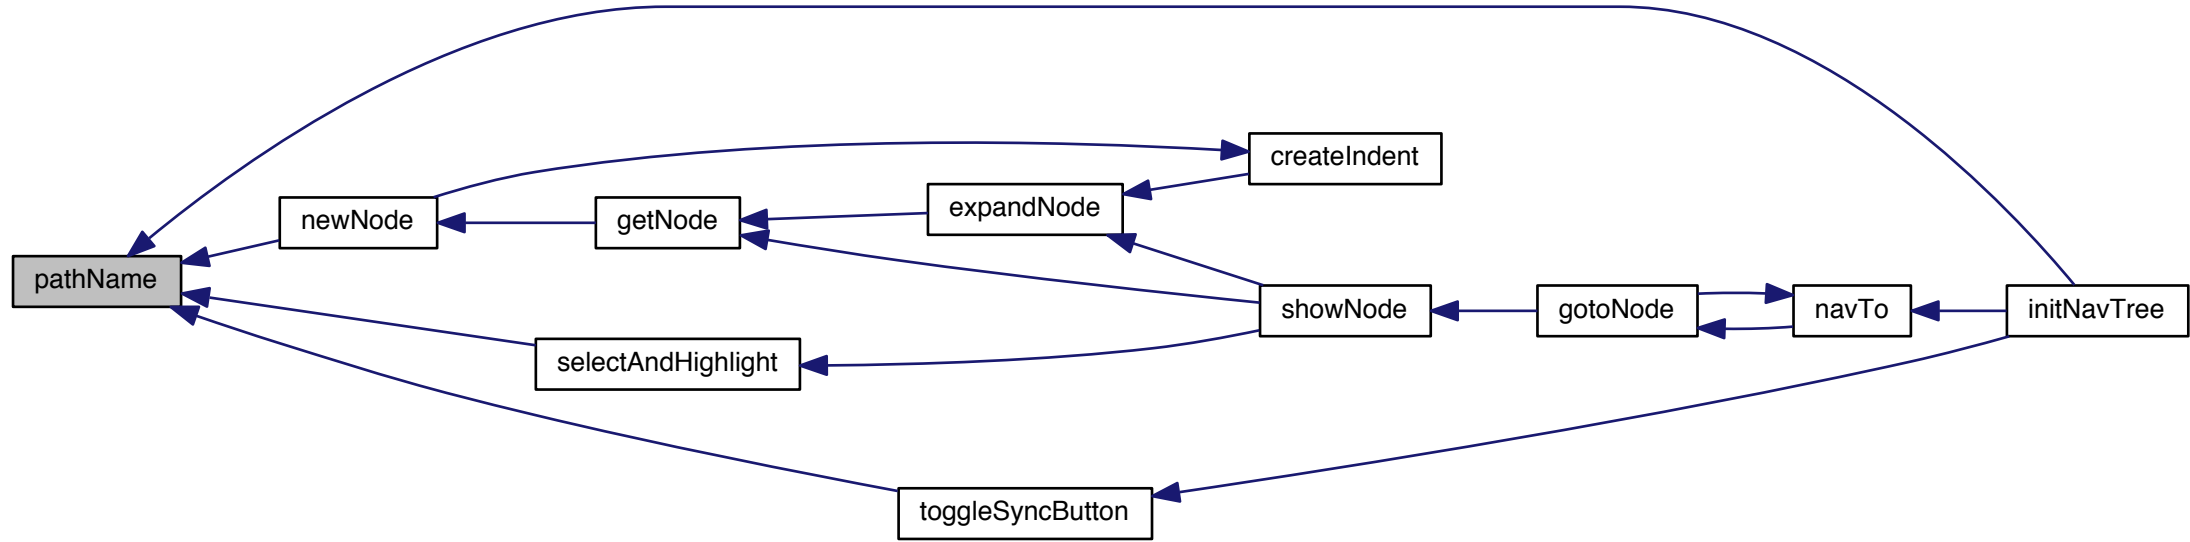 createIndent
expandNode
newNode
getNode
pathName
showNode
gotoNode
navTo
initNavTree
selectAndHighlight
toggleSyncButton